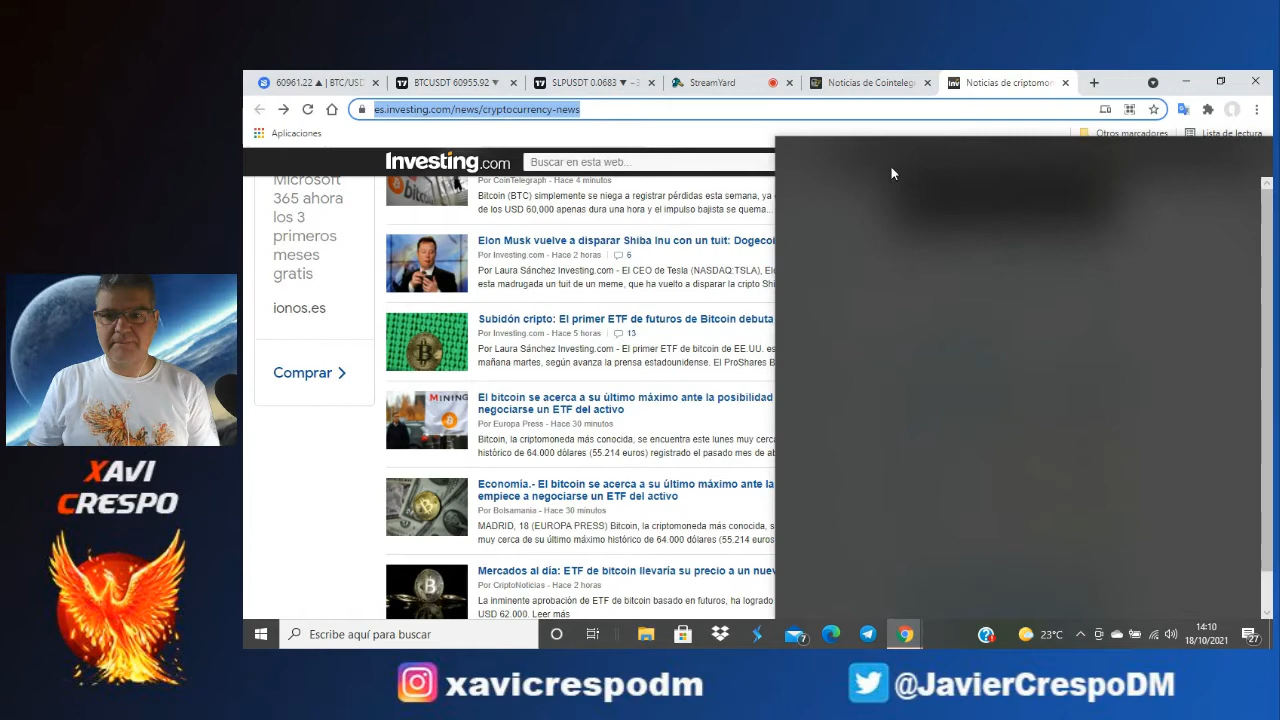 60961.22 ▲ | BTC/USD
BTCUSDT 60955.92 ▼
SLPUSDT 0.0683 ▼
StreamYard
Noticias de Cointeleg
Noticias de criptomon
es.investing.com/news/cryptocurrency-news
Aplicaciones
Otros marcadores
Lista de lectura
Investing.com
Buscar en esta web...
Microsoft
365 ahora
los 3
primeros
meses
gratis
ionos.es
Comprar
Por CoinTelegraph - Hace 4 minutos
Bitcoin (BTC) simplemente se niega a registrar pérdidas esta semana, ya
de los USD 60,000 apenas dura una hora y el impulso bajista se quema...
Elon Musk vuelve a disparar Shiba Inu con un tuit: Dogecoi
Por Investing.com - Hace 2 horas 6
Por Laura Sánchez Investing.com - El CEO de Tesla (NASDAQ:TSLA), El
esta madrugada un tuit de un meme, que ha vuelto a disparar la cripto Shi
Subidón cripto: El primer ETF de futuros de Bitcoin debuta
Por Investing.com - Hace 5 horas 13
Por Laura Sánchez Investing.com - El primer ETF de bitcoin de EE.UU. es
mañana martes, según avanza la prensa estadounidense. El ProShares B
MINING
El bitcoin se acerca a su último máximo ante la posibilidad
negociarse un ETF del activo
Por Europa Press - Hace 30 minutos
Bitcoin, la criptomoneda más conocida, se encuentra este lunes muy cerca
histórico de 64.000 dólares (55.214 euros) registrado el pasado mes de ab
Economía.- El bitcoin se acerca a su último máximo ante la
empiece a negociarse un ETF del activo
Por Bolsamania - Hace 30 minutos
MADRID, 18 (EUROPA PRESS) Bitcoin, la criptomoneda más conocida, s
muy cerca de su último máximo histórico de 64.000 dólares (55.214 euros)
Mercados al día: ETF de bitcoin llevaría su precio a un nuev
Por CriptoNoticias - Hace 2 horas
La inminente aprobación de ETF de bitcoin basado en futuros, ha logrado
USD 62.000. Leer más
Escribe aquí para buscar
7
23°C
14:10
18/10/2021
27
XAVI
CRESPO
xavicrespodm
@JavierCrespoDM